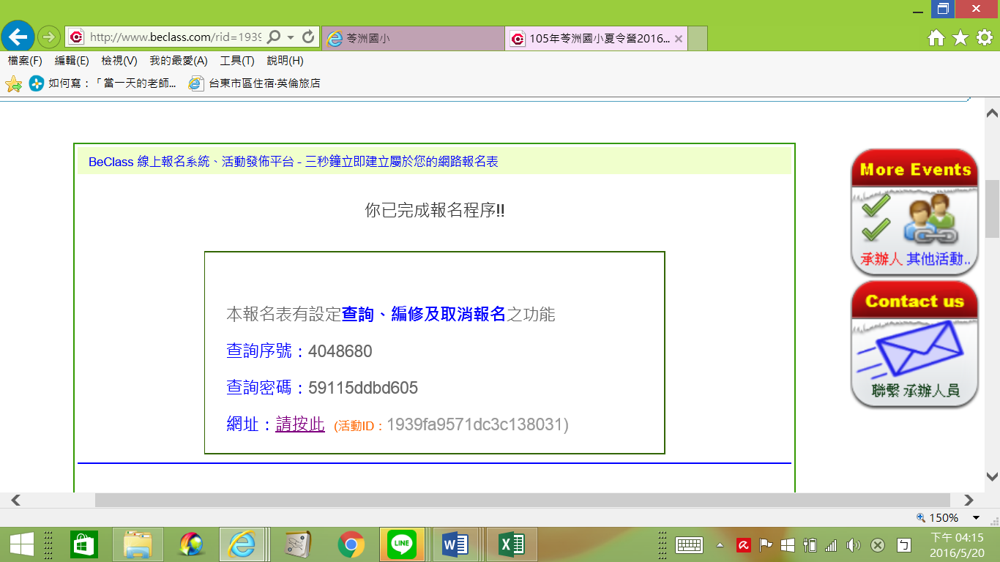 http://www.beclass.com/rid=1939
苓洲國小
105年苓洲國小夏令營2016...
檔案(F) 編輯(E) 檢視(V) 我的最愛(A) 工具(T) 說明(H)
如何寫：「當一天的老師... 台東市區住宿‧英倫旅店
BeClass 線上報名系統、活動發佈平台 - 三秒鐘立即建立屬於您的網路報名表
你已完成報名程序!!
本報名表有設定查詢、編修及取消報名之功能
查詢序號：4048680
查詢密碼：59115ddbd605
網址：請按此 (活動ID：1939fa9571dc3c138031)
More Events
承辦人 其他活動..
Contact us
聯繫 承辦人員
150%
LINE
下午 04:15
2016/5/20